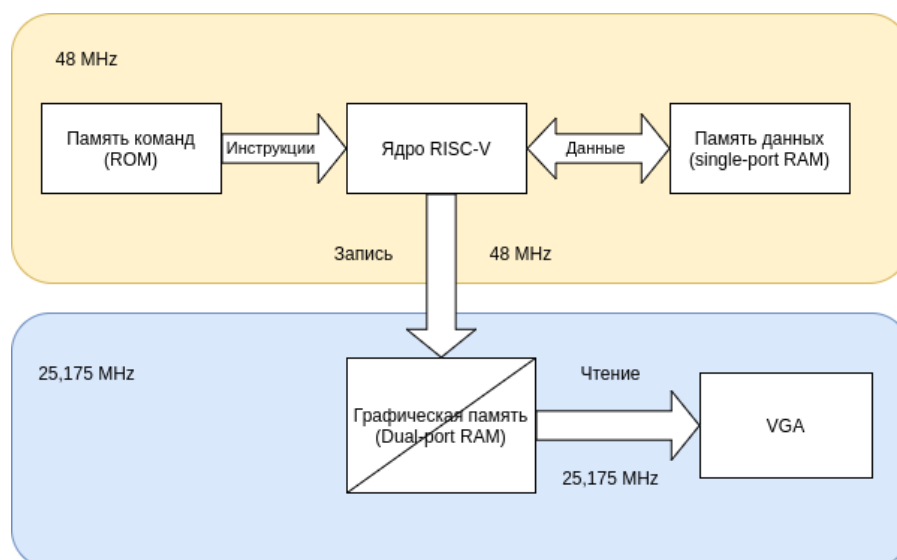 48 MHz
Память команд
(ROM)
Инструкции
Ядро RISC-V
Данные
Память данных
(single-port RAM)
Запись
48 MHz
25,175 MHz
Графическая память
(Dual-port RAM)
Чтение
25,175 MHz
VGA